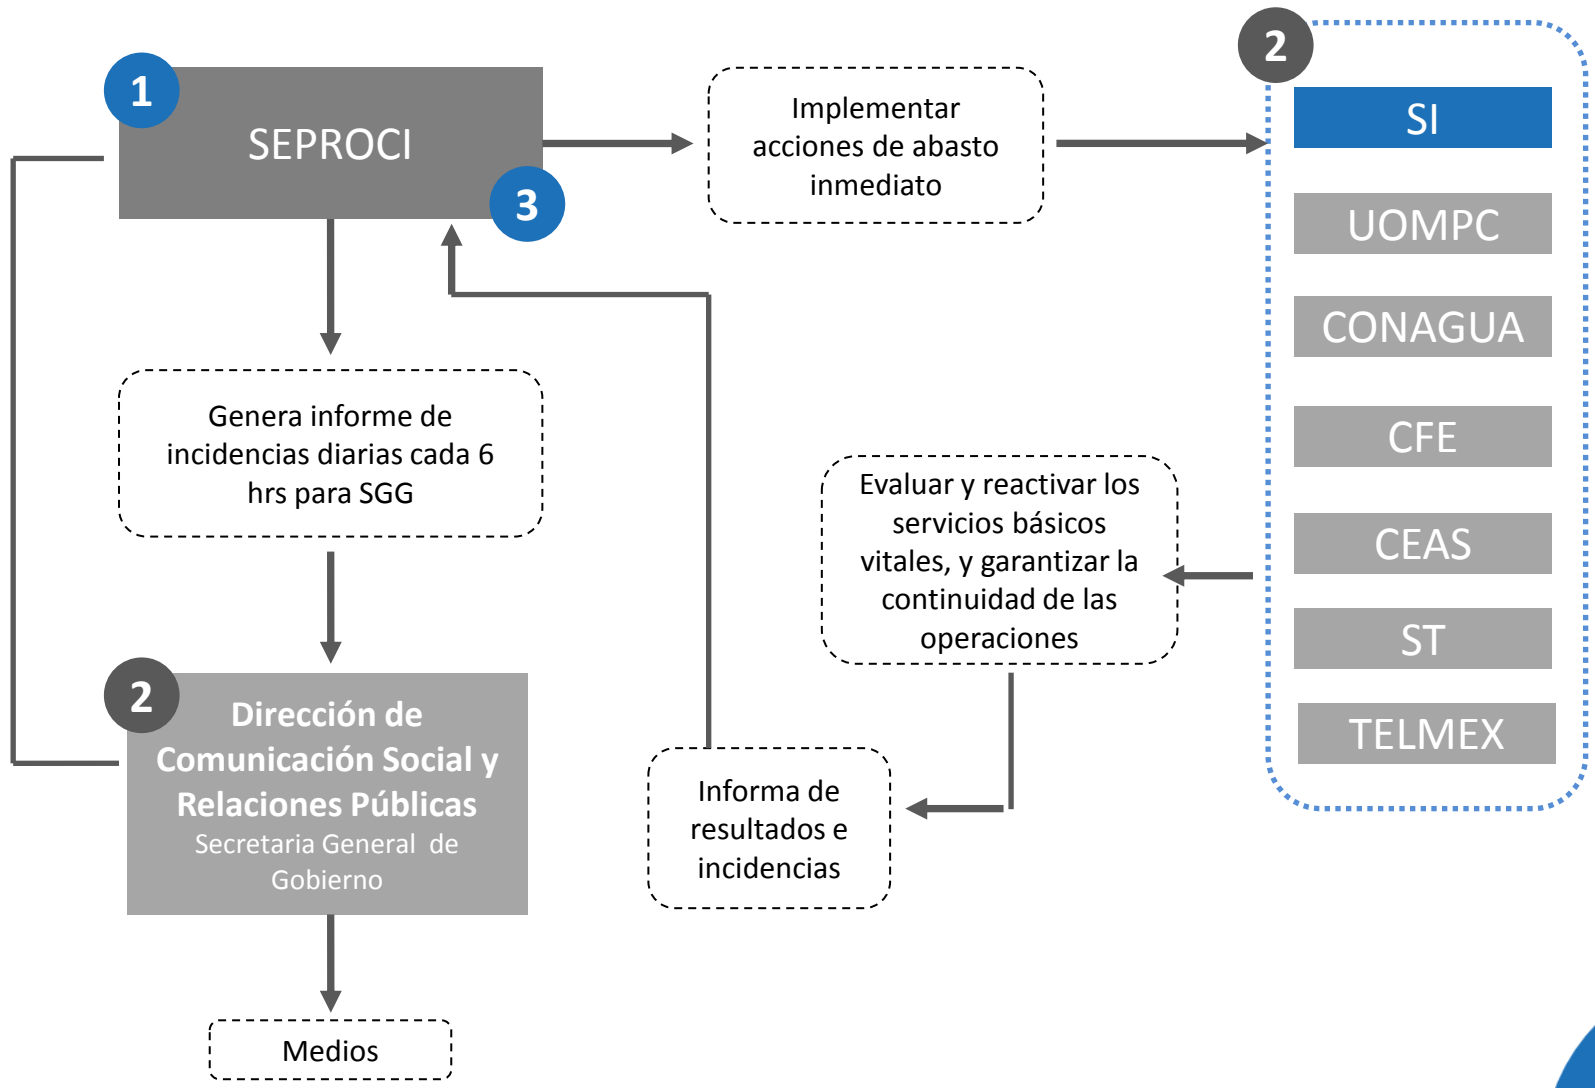 1
SEPROCI
3
Implementar
acciones de abasto
inmediato
2
SI
UOMPC
CONAGUA
CFE
CEAS
ST
TELMEX
Genera informe de
incidencias diarias cada 6
hrs para SGG
Evaluar y reactivar los
servicios básicos
vitales, y garantizar la
continuidad de las
operaciones
2
Dirección de
Comunicación Social y
Relaciones Públicas
Secretaria General de
Gobierno
Informa de
resultados e
incidencias
Medios